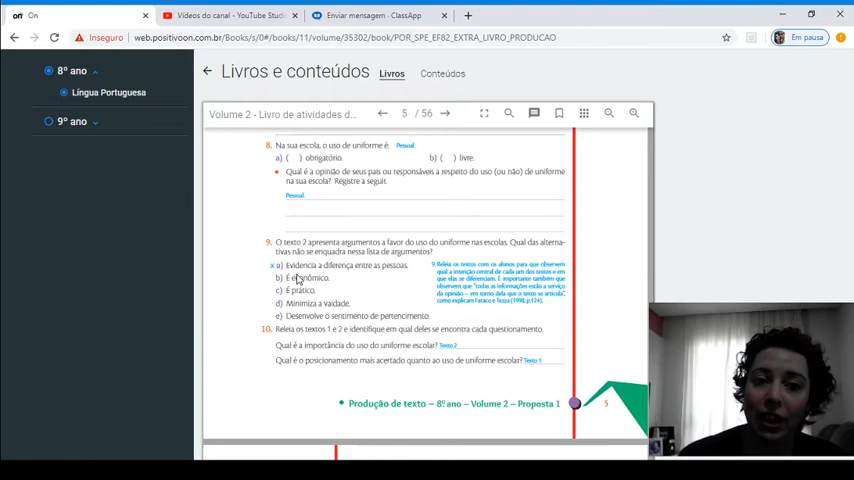 On
Vídeos do canal - YouTube Studi
Enviar mensagem - ClassApp
Inseguro
web.positivoon.com.br/Books/s/0#/books/11/volume/35302/book/POR_SPE_EF82_EXTRA_LIVRO_PRODUCAO
Em pausa
8º ano
Língua Portuguesa
9º ano
Livros e conteúdos
Livros
Conteúdos
Volume 2 - Livro de atividades d...
5 / 56
8. Na sua escola, o uso de uniforme é: Pessoal.
a) ( ) obrigatório. b) ( ) livre.
• Qual é a opinião de seus pais ou responsáveis a respeito do uso (ou não) de uniforme
na sua escola? Registre a seguir.
Pessoal.
9. O texto 2 apresenta argumentos a favor do uso do uniforme nas escolas. Qual das alterna-
tivas não se enquadra nessa lista de argumentos?
x a) Evidencia a diferença entre as pessoas.
b) É econômico.
c) É prático.
d) Minimiza a vaidade.
e) Desenvolve o sentimento de pertencimento.
9. Releia os textos com os alunos para que observem
qual a intenção central de cada um dos textos e em
que elas se diferenciam. É importante também que
observem que "todas as informações estão a serviço
da opinião – em torno dela que o texto se articula",
como explicam Faraco e Tezza (1998, p.124).
10. Releia os textos 1 e 2 e identifique em qual deles se encontra cada questionamento.
Qual é a importância do uso do uniforme escolar? Texto 2
Qual é o posicionamento mais acertado quanto ao uso de uniforme escolar? Texto 1
• Produção de texto – 8º ano – Volume 2 – Proposta 1
5